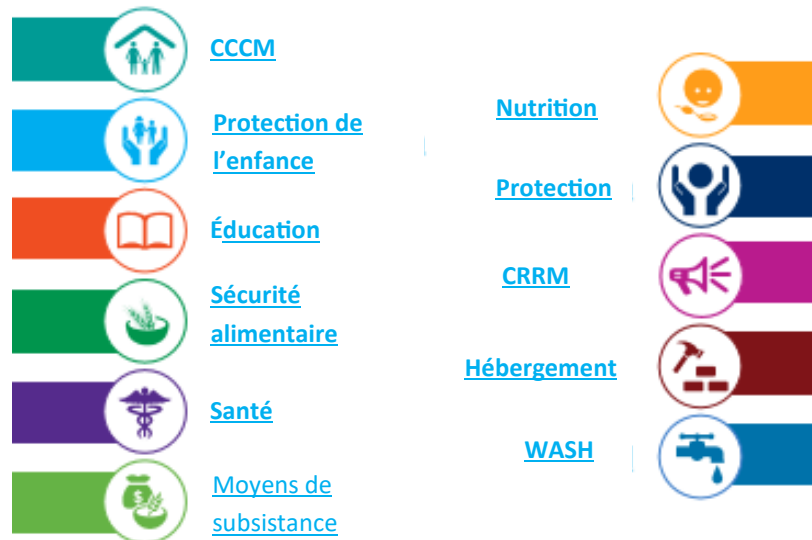 CCCM
Protection de
l'enfance
Éducation
Sécurité
alimentaire
Santé
Moyens de
subsistance
Nutrition
Protection
CRRM
Hébergement
WASH